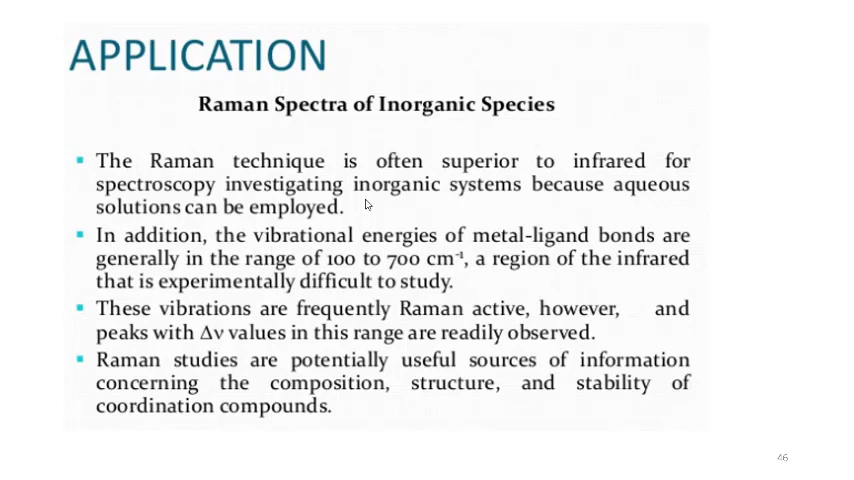 APPLICATION
Raman Spectra of Inorganic Species
▪ The Raman technique is often superior to infrared for
spectroscopy investigating inorganic systems because aqueous
solutions can be employed.
▪ In addition, the vibrational energies of metal-ligand bonds are
generally in the range of 100 to 700 cm⁻¹, a region of the infrared
that is experimentally difficult to study.
▪ These vibrations are frequently Raman active, however, and
peaks with Δν values in this range are readily observed.
▪ Raman studies are potentially useful sources of information
concerning the composition, structure, and stability of
coordination compounds.
46